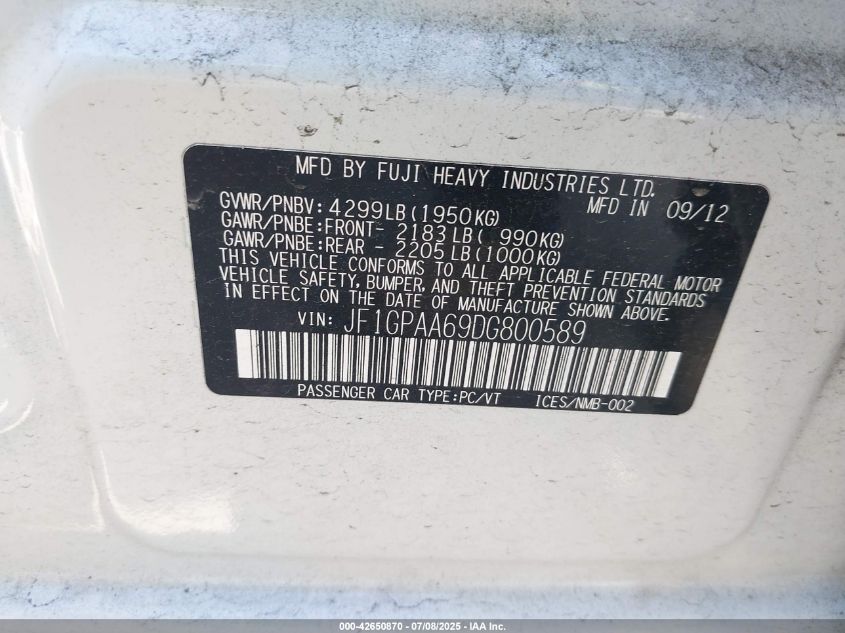 MFD BY FUJI HEAVY INDUSTRIES LTD.
GVWR/PNBV: 4299LB(1950KG) MFD IN 09/12
GAWR/PNBE:FRONT- 2183LB( 990KG)
GAWR/PNBE:REAR - 2205LB(1000KG)
THIS VEHICLE CONFORMS TO ALL APPLICABLE FEDERAL MOTOR
VEHICLE SAFETY, BUMPER, AND THEFT PREVENTION STANDARDS
IN EFFECT ON THE DATE OF MANUFACTURE SHOWN ABOVE.
VIN: JF1GPAA69DG800589
PASSENGER CAR TYPE:PC/VT ICES/NMB-002
000-42650870 - 07/08/2025 - IAA Inc.